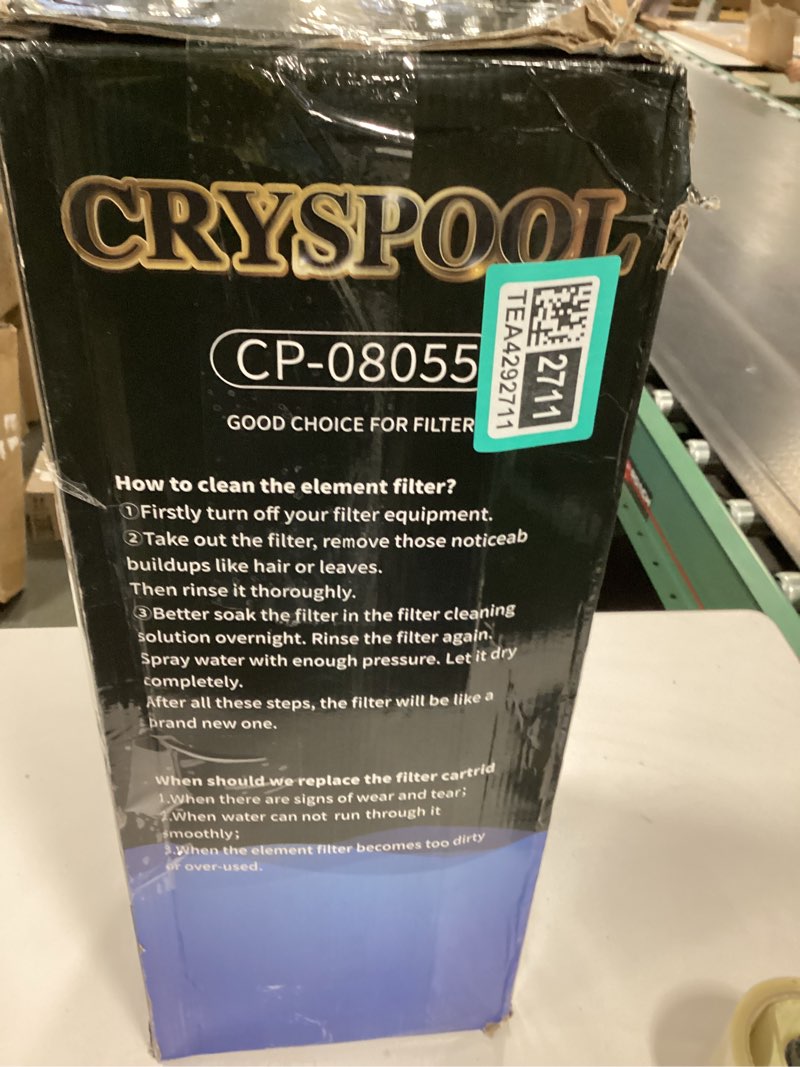 CRYSPOOL
CP-08055
TEA4292711
2711
GOOD CHOICE FOR FILTER
How to clean the element filter?
①Firstly turn off your filter equipment.
②Take out the filter, remove those noticeab
buildups like hair or leaves.
Then rinse it thoroughly.
③Better soak the filter in the filter cleaning
solution overnight. Rinse the filter again.
Spray water with enough pressure. Let it dry
completely.
After all these steps, the filter will be like a
brand new one.
When should we replace the filter cartrid
1.When there are signs of wear and tear;
2.When water can not run through it
smoothly;
3.When the element filter becomes too dirty
or over-used.